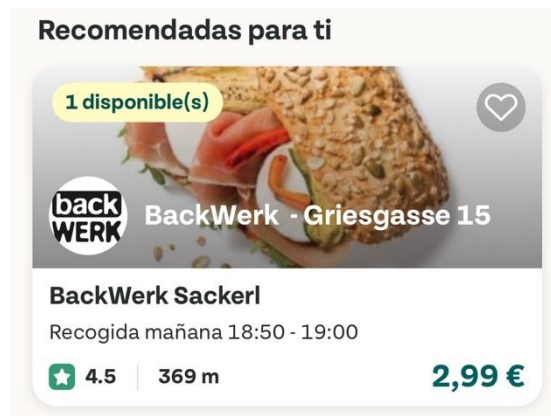 Recomendadas para ti
1 disponible(s)
back
WERK
BackWerk - Griesgasse 15
BackWerk Sackerl
Recogida mañana 18:50 - 19:00
4.5 369 m 2,99 €